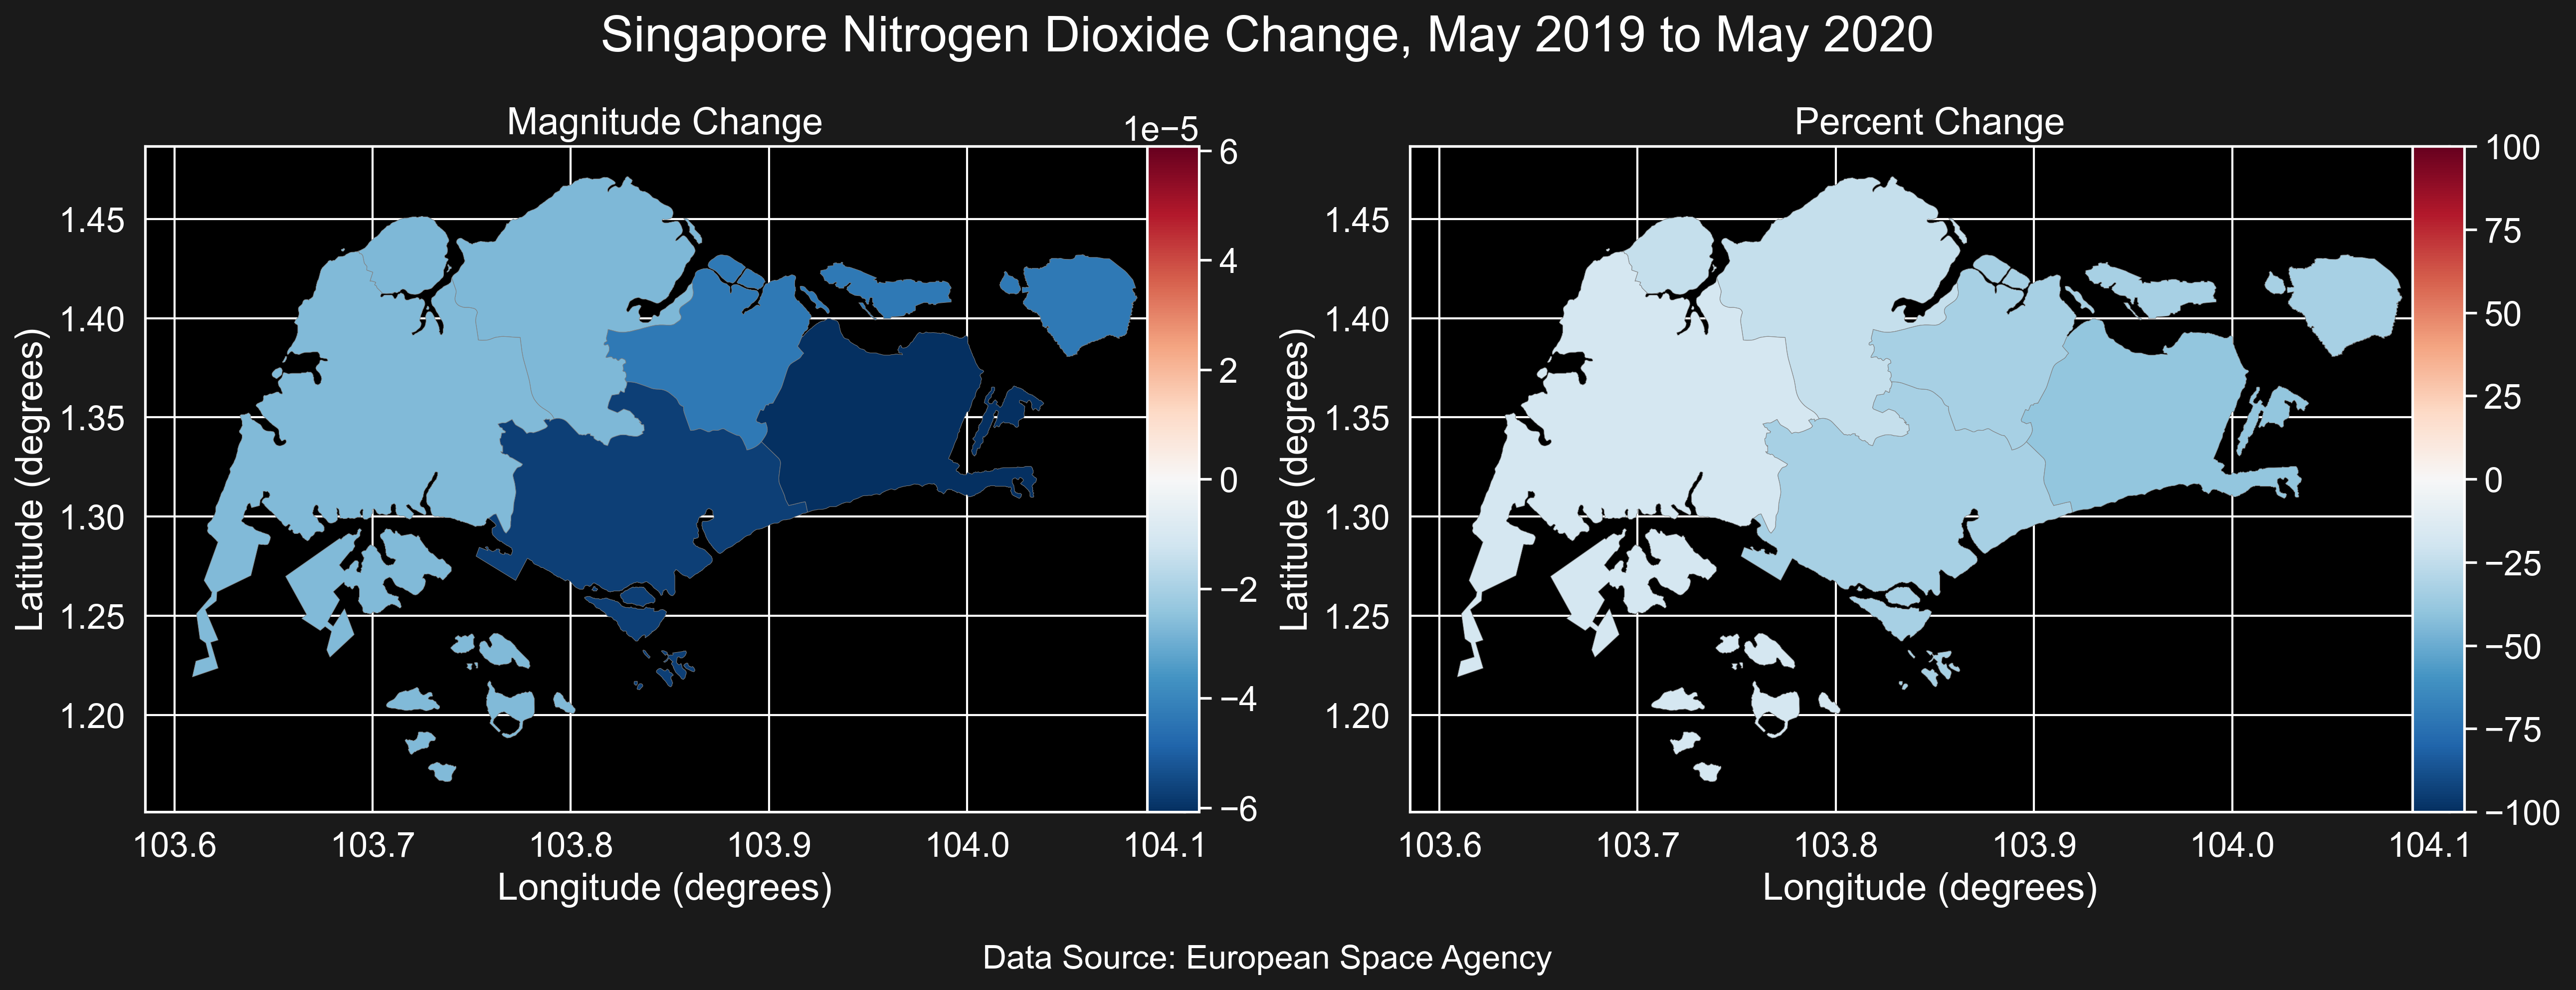 Singapore Nitrogen Dioxide Change, May 2019 to May 2020
Magnitude Change
1e−5
6
4
2
0
−2
−4
−6
1.45
1.40
1.35
1.30
1.25
1.20
Latitude (degrees)
103.6 103.7 103.8 103.9 104.0 104.1
Longitude (degrees)
Percent Change
100
75
50
25
0
−25
−50
−75
−100
1.45
1.40
1.35
1.30
1.25
1.20
Latitude (degrees)
103.6 103.7 103.8 103.9 104.0 104.1
Longitude (degrees)
Data Source: European Space Agency